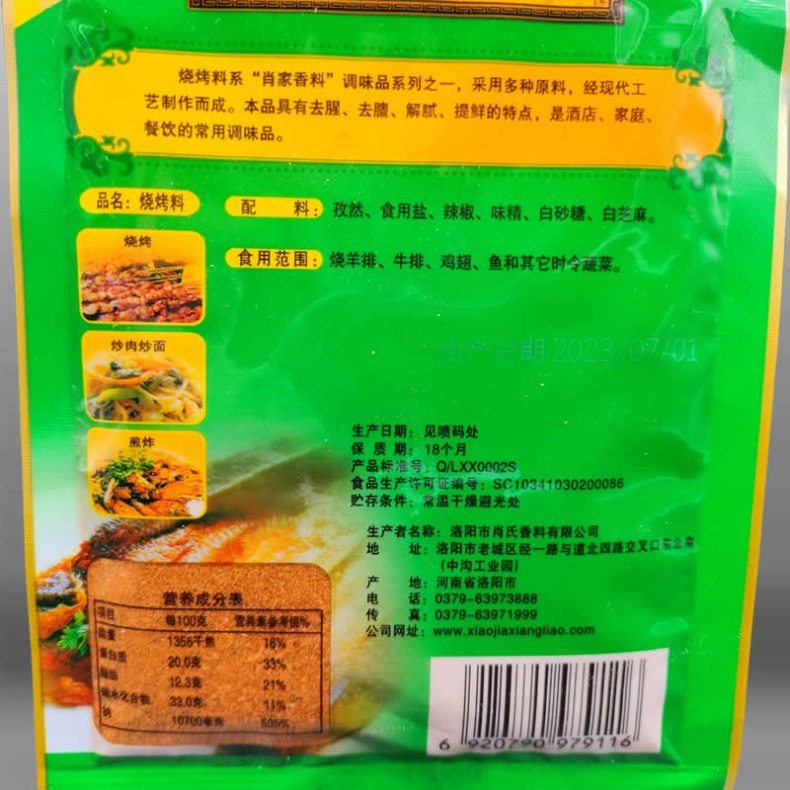 烧烤料系“肖家香料”调味品系列之一，采用多种原料，经现代工
艺制作而成。本品具有去腥、去膻、解腻、提鲜的特点，是酒店、家庭、
餐饮的常用调味品。
品名：烧烤料
配 料：孜然、食用盐、辣椒、味精、白砂糖、白芝麻。
食用范围：烧羊排、牛排、鸡翅、鱼和其它时令蔬菜。
烧烤
炒肉炒面
煎炸
生产日期 2023/07/01
生产日期：见喷码处
保 质 期：18个月
产品标准号：Q/LXX0002S
食品生产许可证编号：SC10341030200086
贮存条件：常温干燥避光处
生产者名称：洛阳市肖氏香料有限公司
地 址：洛阳市老城区经一路与道北四路交叉口东北角
（中沟工业园）
产 地：河南省洛阳市
电 话：0379-63973888
传 真：0379-63971999
公司网址：www.xiaojiaxiangliao.com
营养成分表
项目 每100克 营养素参考值%
能量 1356千焦 16%
蛋白质 20.0克 33%
脂肪 12.3克 21%
碳水化合物 33.0克 11%
钠 10700毫克 535%
6 920790 979116